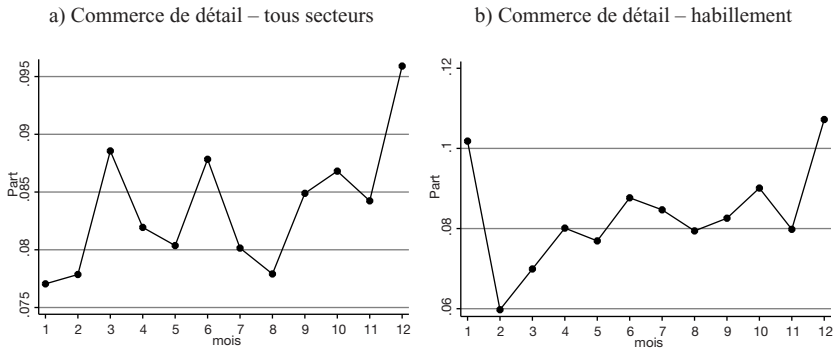 a) Commerce de détail – tous secteurs
Part
.095
.09
.085
.08
.075
1 2 3 4 5 6 7 8 9 10 11 12
mois
b) Commerce de détail – habillement
Part
.12
.1
.08
.06
1 2 3 4 5 6 7 8 9 10 11 12
mois